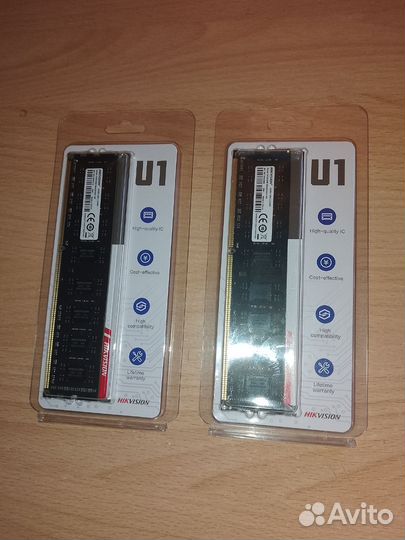 U1
High-quality IC
Cost-effective
High
compatibility
Lifetime
warranty
HIKVISION
U1
High-quality IC
Cost-effective
High
compatibility
Lifetime
warranty
HIKVISION
Avito